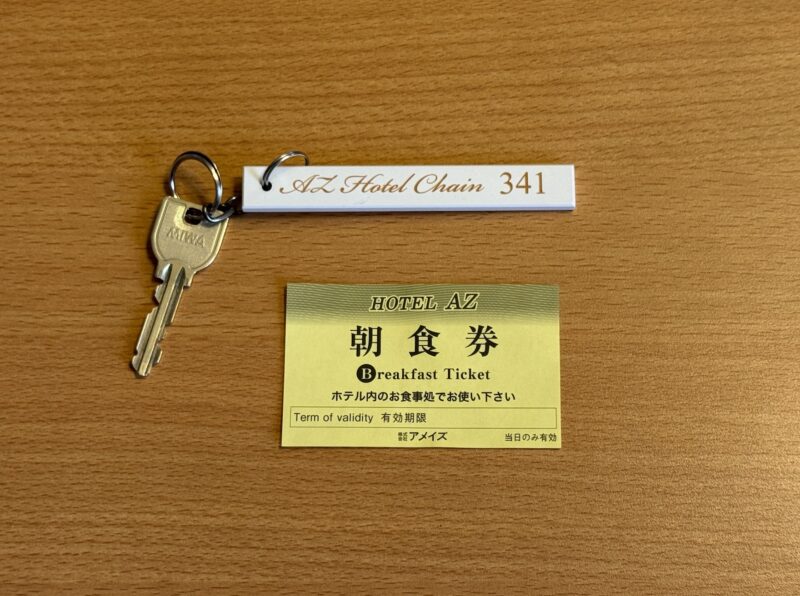 AZ Hotel Chain 341
MIWA
HOTEL AZ
朝食券
Breakfast Ticket
ホテル内のお食事処でお使い下さい
Term of validity 有効期限
株式会社アメイズ 当日のみ有効